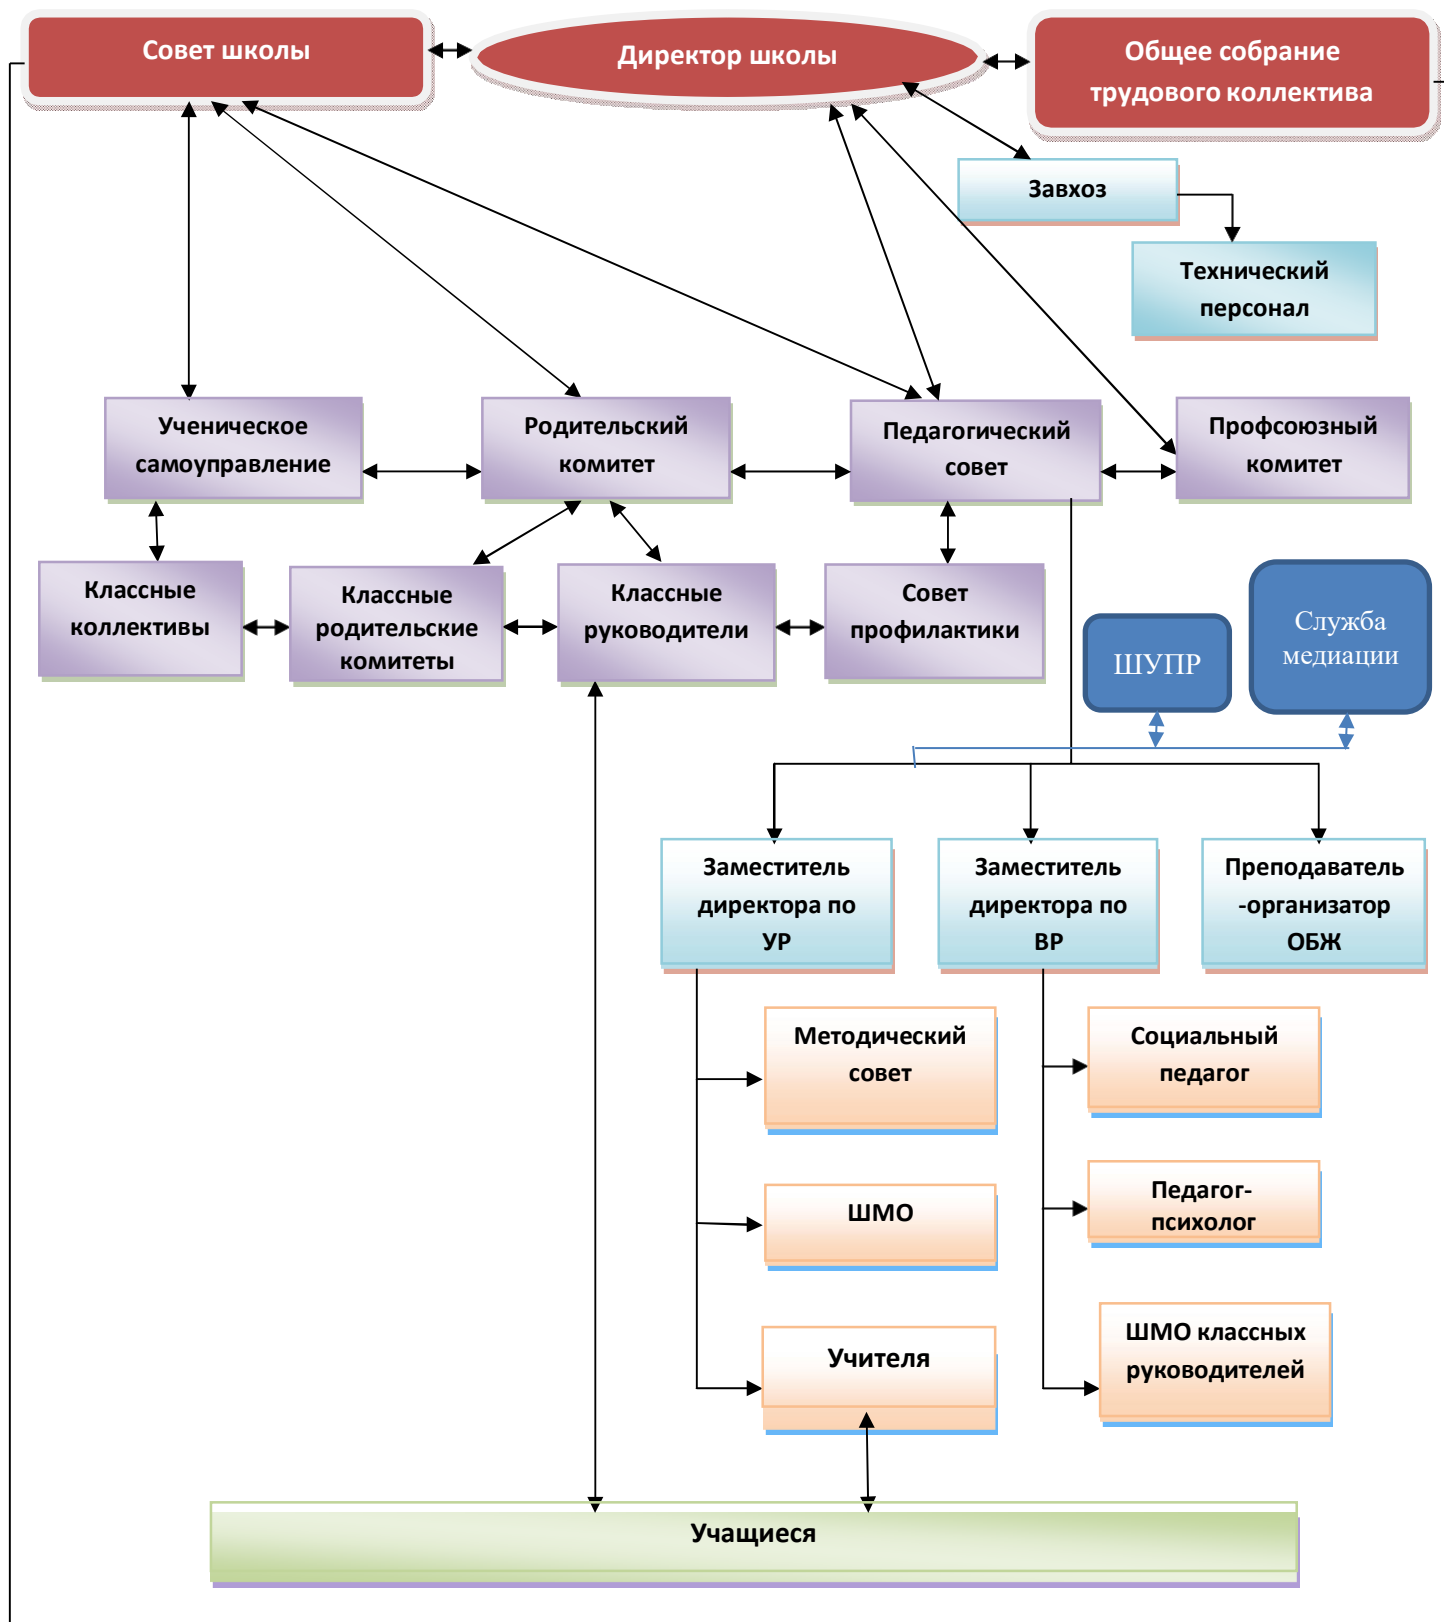 Совет школы
Директор школы
Общее собрание
трудового коллектива
Завхоз
Технический
персонал
Ученическое
самоуправление
Родительский
комитет
Педагогический
совет
Профсоюзный
комитет
Классные
коллективы
Классные
родительские
комитеты
Классные
руководители
Совет
профилактики
ШУПР
Служба
медиации
Заместитель
директора по
УР
Заместитель
директора по
ВР
Преподаватель
-организатор
ОБЖ
Методический
совет
Социальный
педагог
ШМО
Педагог-
психолог
Учителя
ШМО классных
руководителей
Учащиеся